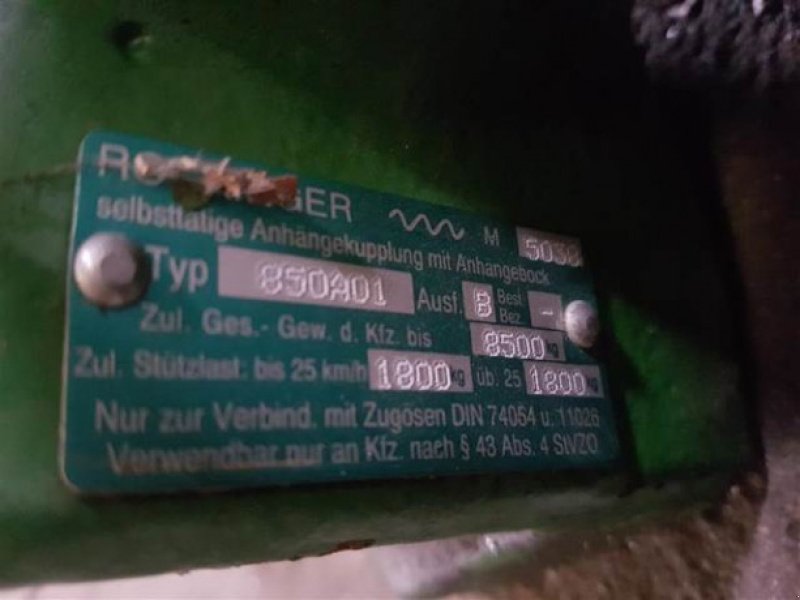 M 5038
selbsttätige Anhängekupplung mit Anhangebock
Typ 850A01 Ausf. B Best. Bez. -
Zul. Ges.- Gew. d. Kfz. bis 8500 kg
Zul. Stützlast: bis 25 km/h 1800 kg üb. 25 1800 kg
Nur zur Verbind. mit Zugösen DIN 74054 u. 11026
Verwendbar nur an Kfz. nach § 43 Abs. 4 StVZO